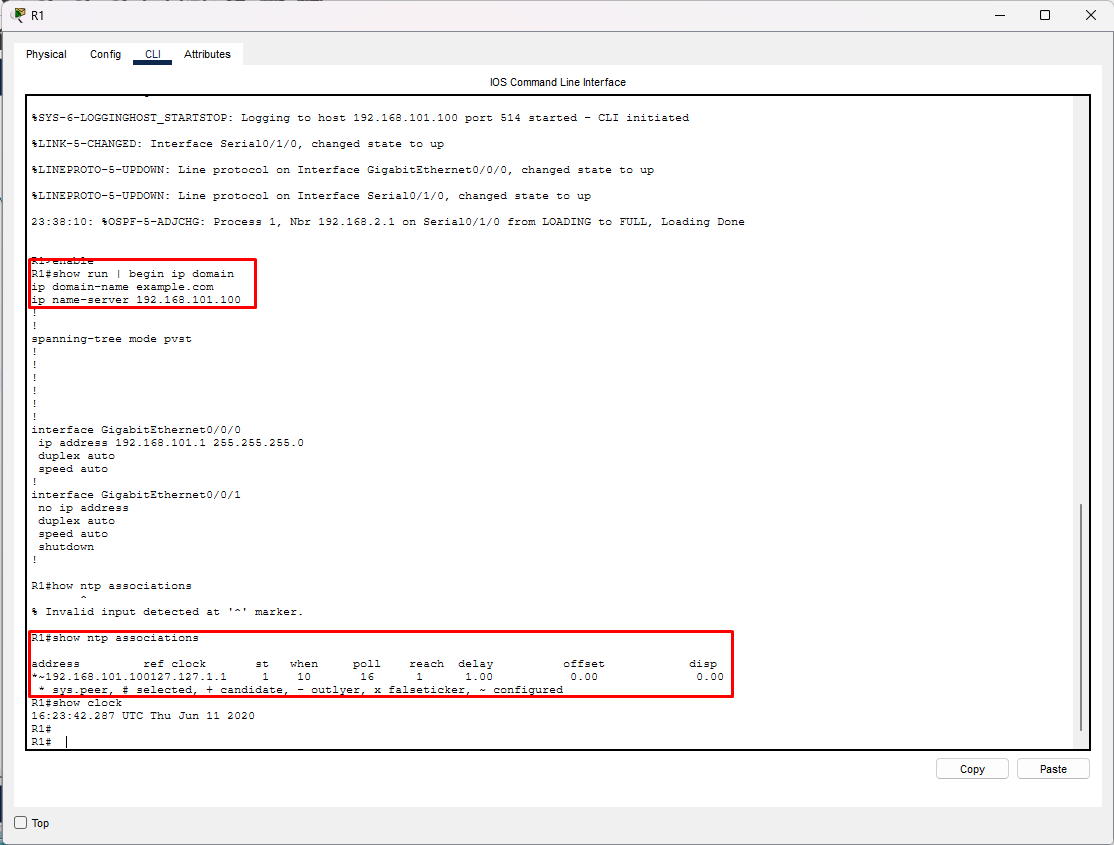 R1
Physical Config CLI Attributes
IOS Command Line Interface
%SYS-6-LOGGINGHOST_STARTSTOP: Logging to host 192.168.101.100 port 514 started - CLI initiated
%LINK-5-CHANGED: Interface Serial0/1/0, changed state to up
%LINEPROTO-5-UPDOWN: Line protocol on Interface GigabitEthernet0/0/0, changed state to up
%LINEPROTO-5-UPDOWN: Line protocol on Interface Serial0/1/0, changed state to up
23:38:10: %OSPF-5-ADJCHG: Process 1, Nbr 192.168.2.1 on Serial0/1/0 from LOADING to FULL, Loading Done
R1>enable
R1#show run | begin ip domain
ip domain-name example.com
ip name-server 192.168.101.100
!
!
spanning-tree mode pvst
!
!
!
!
!
!
interface GigabitEthernet0/0/0
ip address 192.168.101.1 255.255.255.0
duplex auto
speed auto
!
interface GigabitEthernet0/0/1
no ip address
duplex auto
speed auto
shutdown
!
R1#how ntp associations
^
% Invalid input detected at '^' marker.
R1#show ntp associations
address ref clock st when poll reach delay offset disp
*~192.168.101.100127.127.1.1 1 10 16 1 1.00 0.00 0.00
* sys.peer, # selected, + candidate, - outlyer, x falseticker, ~ configured
R1#show clock
16:23:42.287 UTC Thu Jun 11 2020
R1#
R1#
Copy Paste
Top